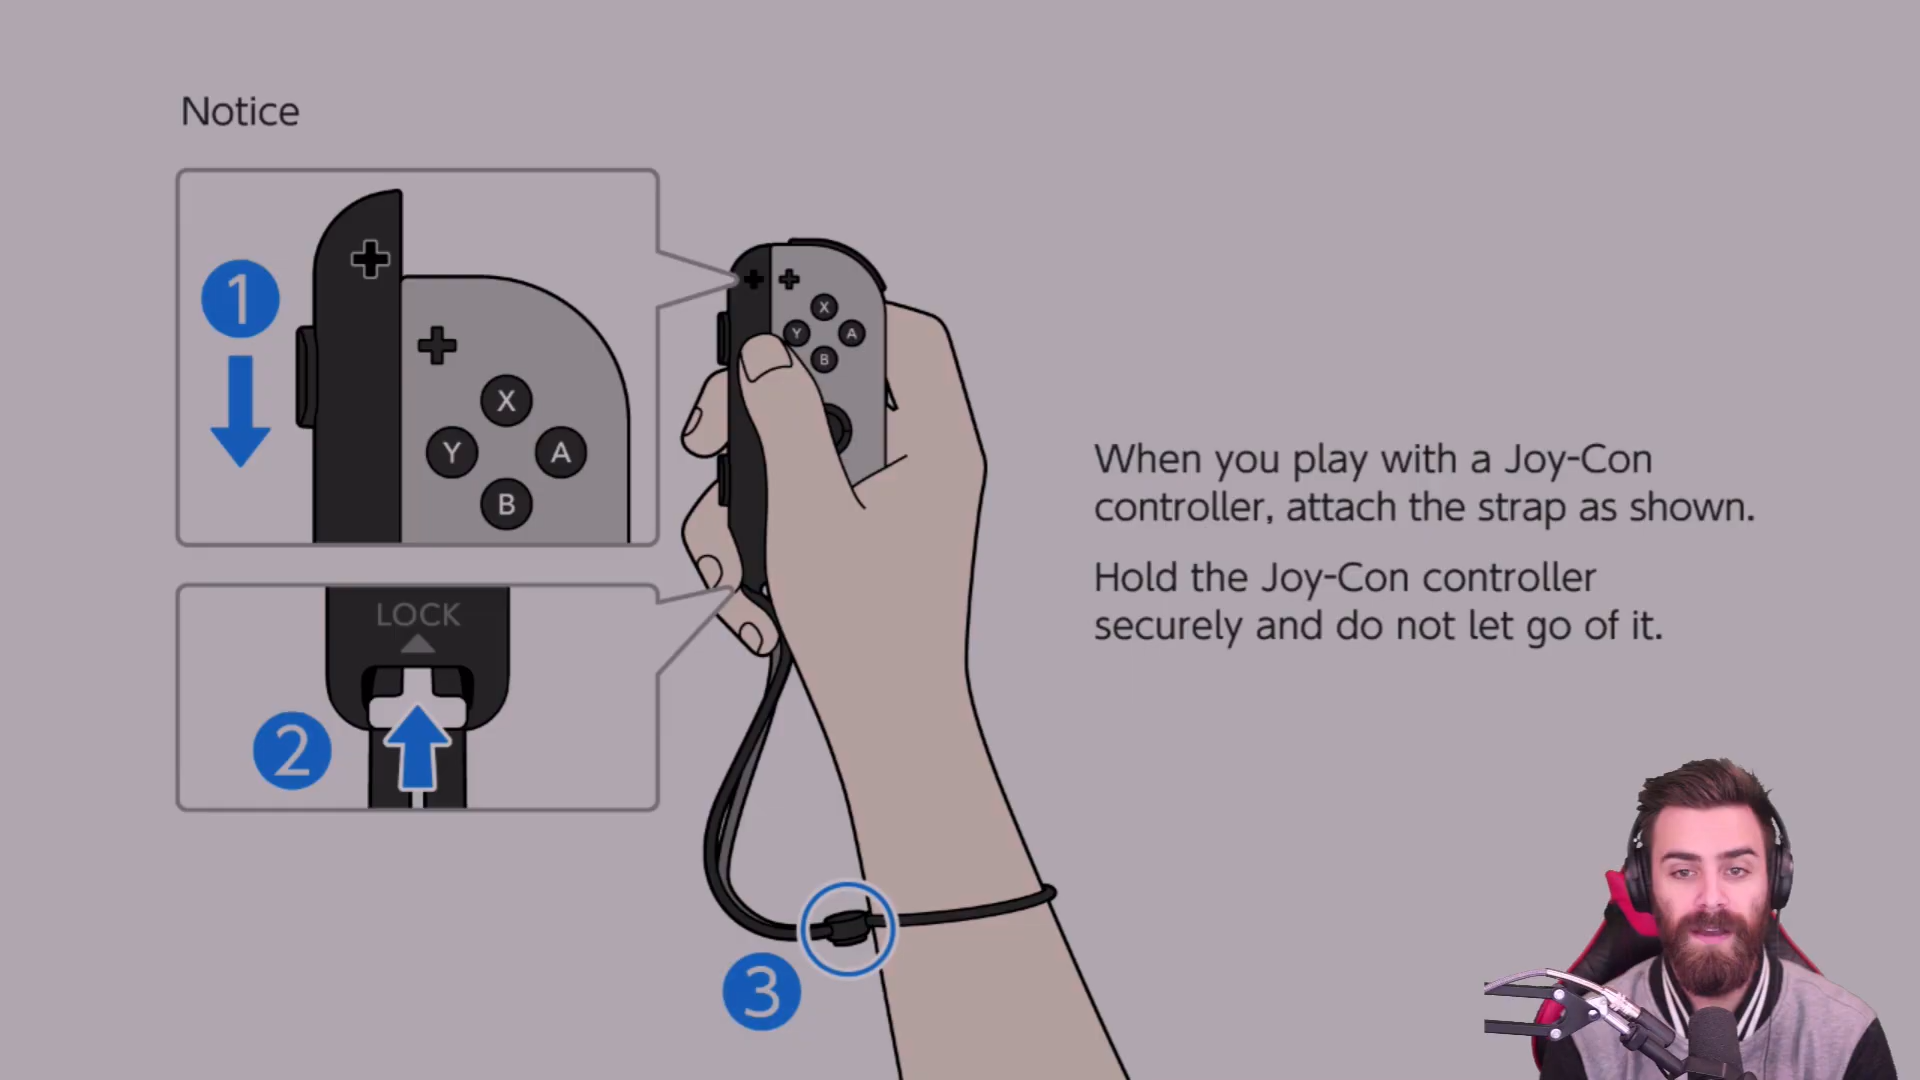 Notice
1
X
Y
A
B
X
Y
A
B
When you play with a Joy-Con
controller, attach the strap as shown.
Hold the Joy-Con controller
securely and do not let go of it.
LOCK
2
3